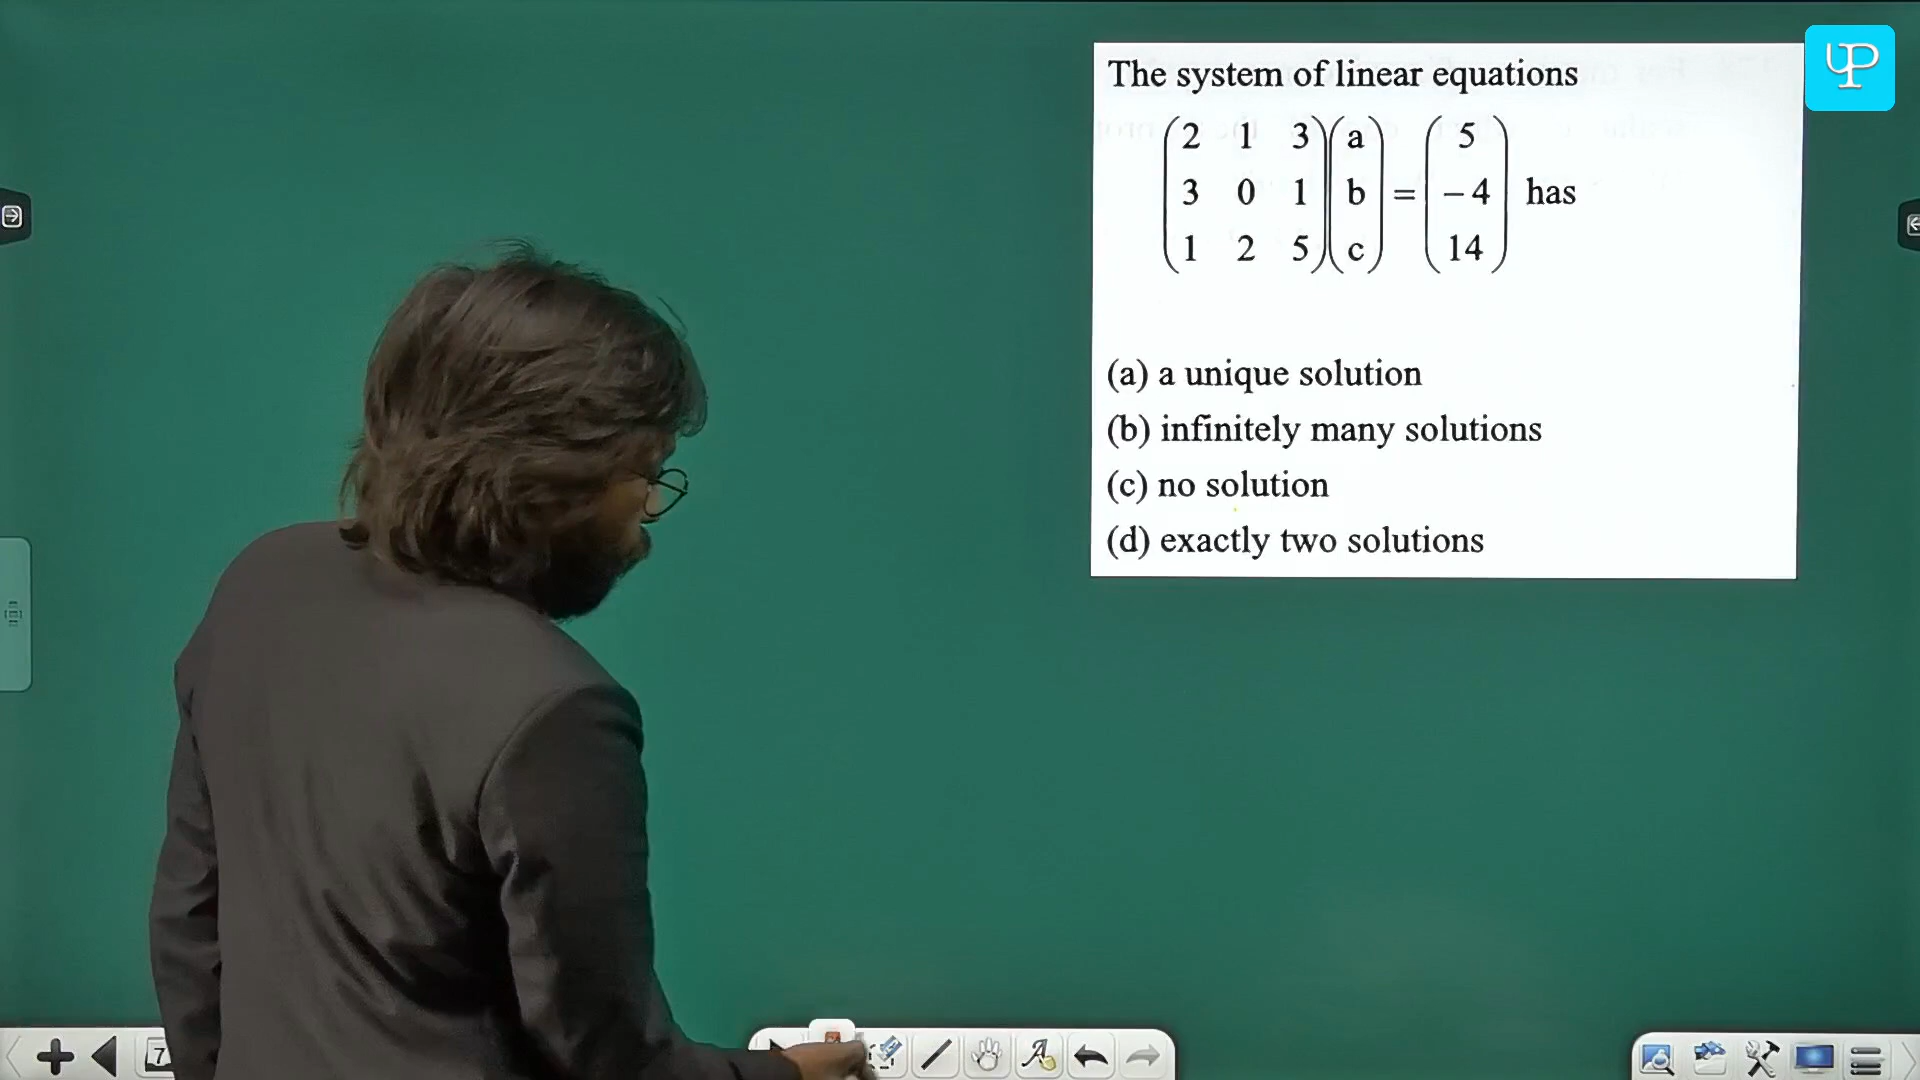 The system of linear equations
2 1 3 a 5
3 0 1 b = - 4 has
1 2 5 c 14
(a) a unique solution
(b) infinitely many solutions
(c) no solution
(d) exactly two solutions
7